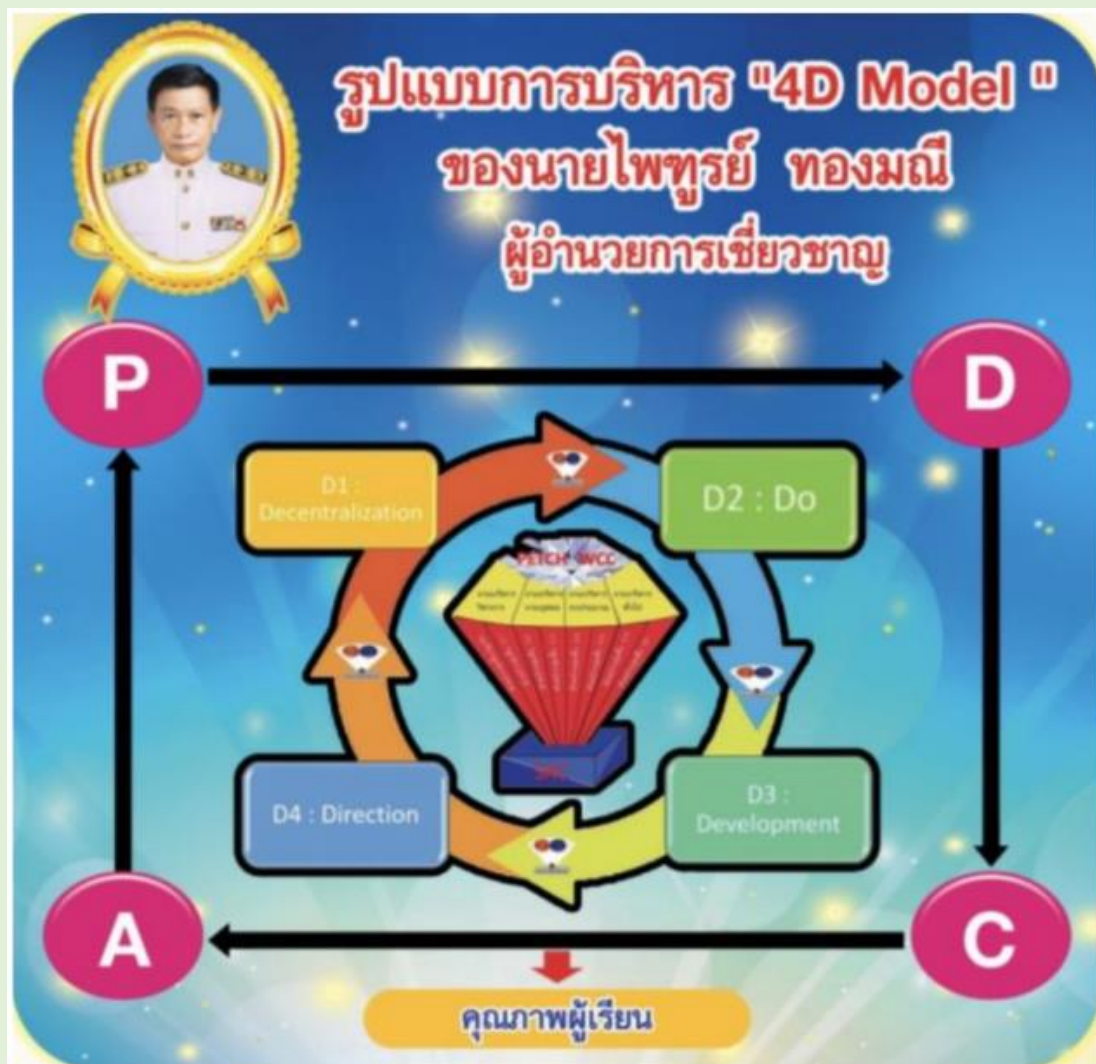 รูปแบบการบริหาร "4D Model "
ของนายไพฑูรย์ ทองมณี
ผู้อำนวยการเชี่ยวชาญ
P
D
D1 :
Decentralization
D2 : Do
PETCH WCC
D4 : Direction
D3 :
Development
A
C
คุณภาพผู้เรียน